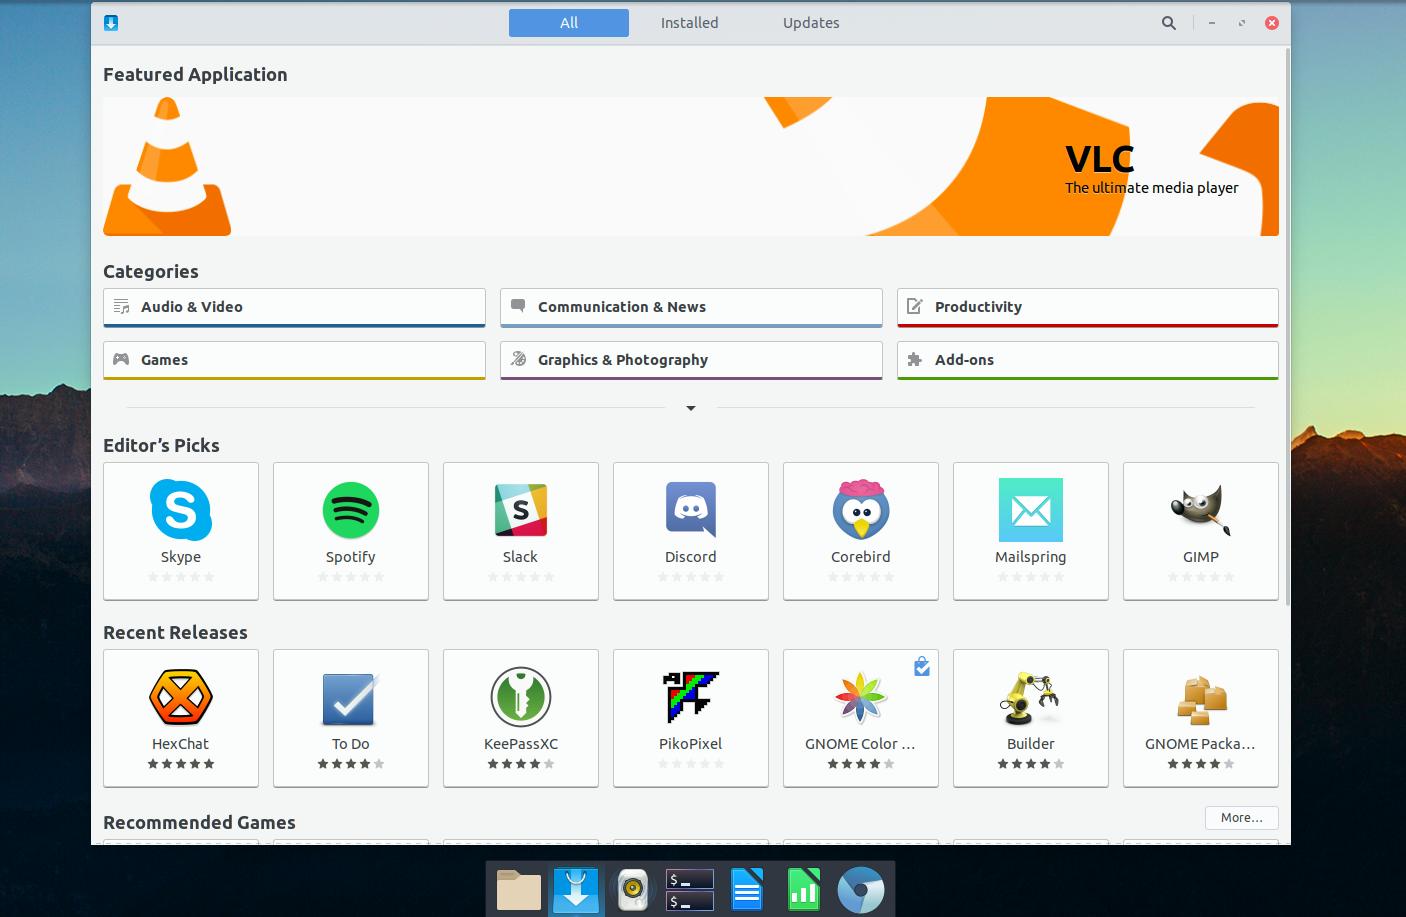 All Installed Updates
Featured Application
VLC
The ultimate media player
Categories
Audio & Video Communication & News Productivity
Games Graphics & Photography Add-ons
Editor’s Picks
S S
Skype Spotify Slack Discord Corebird Mailspring GIMP
Recent Releases
HexChat To Do KeePassXC PikoPixel GNOME Color ... Builder GNOME Packa...
Recommended Games More...
$ _
$ _